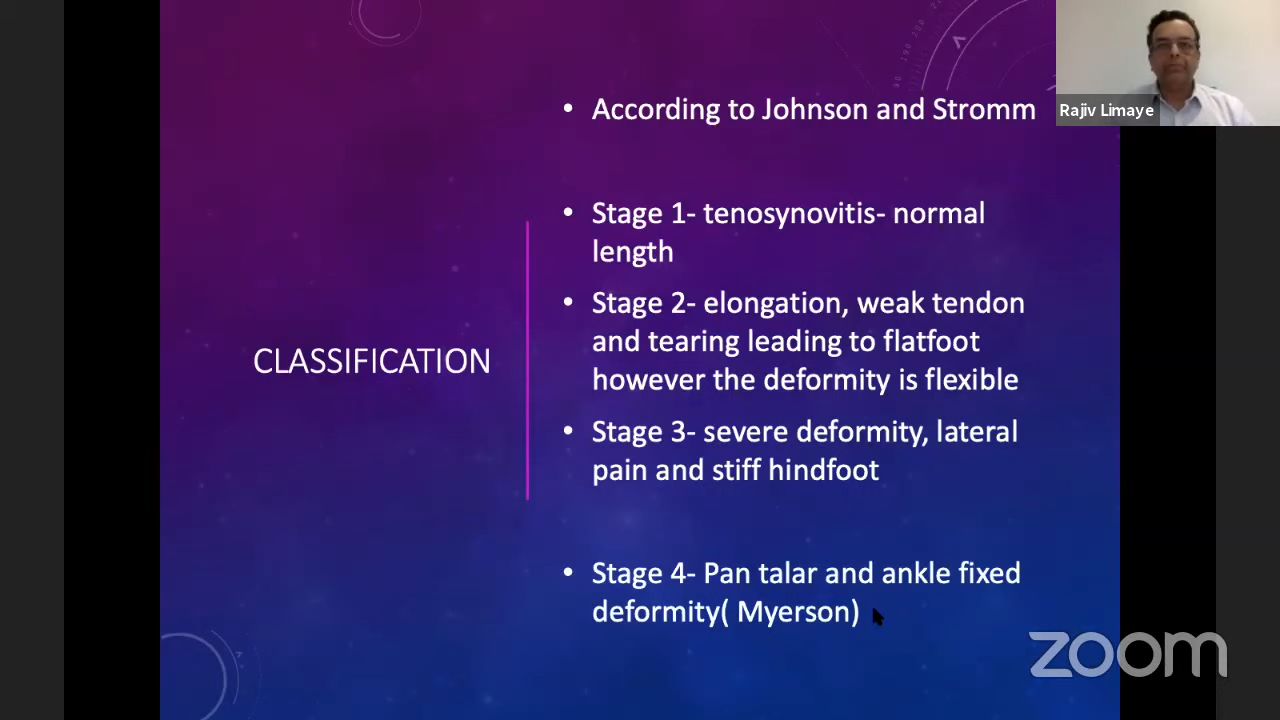 According to Johnson and Stromm
Stage 1- tenosynovitis- normal
length
Stage 2- elongation, weak tendon
and tearing leading to flatfoot
however the deformity is flexible
CLASSIFICATION
Stage 3- severe deformity, lateral
pain and stiff hindfoot
Stage 4- Pan talar and ankle fixed
deformity( Myerson)
Rajiv Limaye
zoom